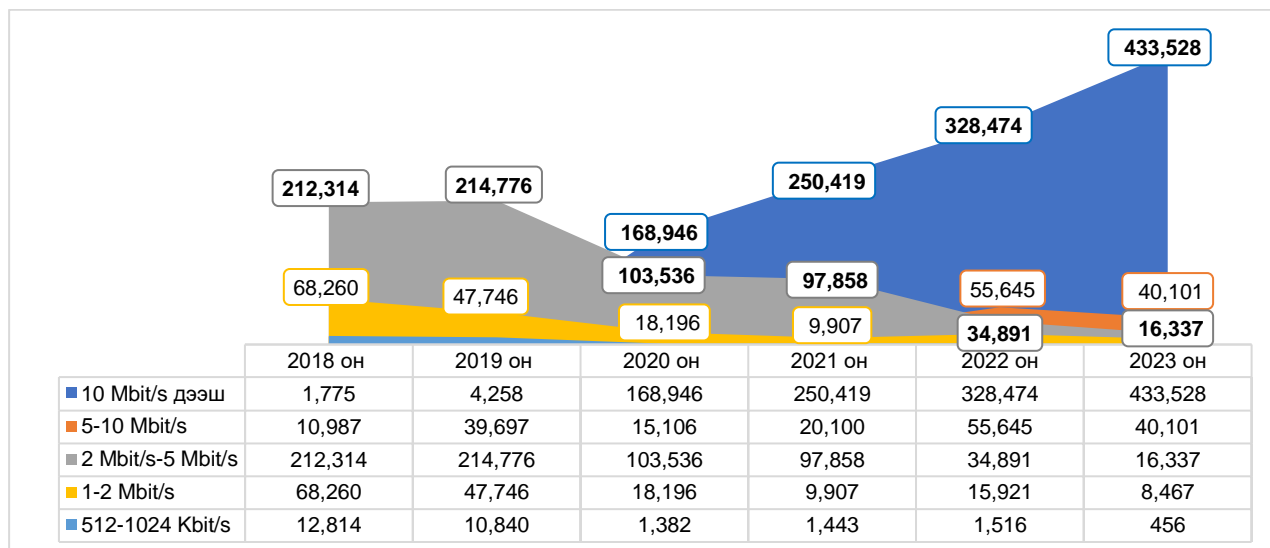 433,528
328,474
250,419
212,314
214,776
168,946
103,536
97,858
68,260
47,746
55,645
40,101
18,196
9,907
34,891
16,337
2018 он 2019 он 2020 он 2021 он 2022 он 2023 он
10 Mbit/s дээш 1,775 4,258 168,946 250,419 328,474 433,528
5-10 Mbit/s 10,987 39,697 15,106 20,100 55,645 40,101
2 Mbit/s-5 Mbit/s 212,314 214,776 103,536 97,858 34,891 16,337
1-2 Mbit/s 68,260 47,746 18,196 9,907 15,921 8,467
512-1024 Kbit/s 12,814 10,840 1,382 1,443 1,516 456